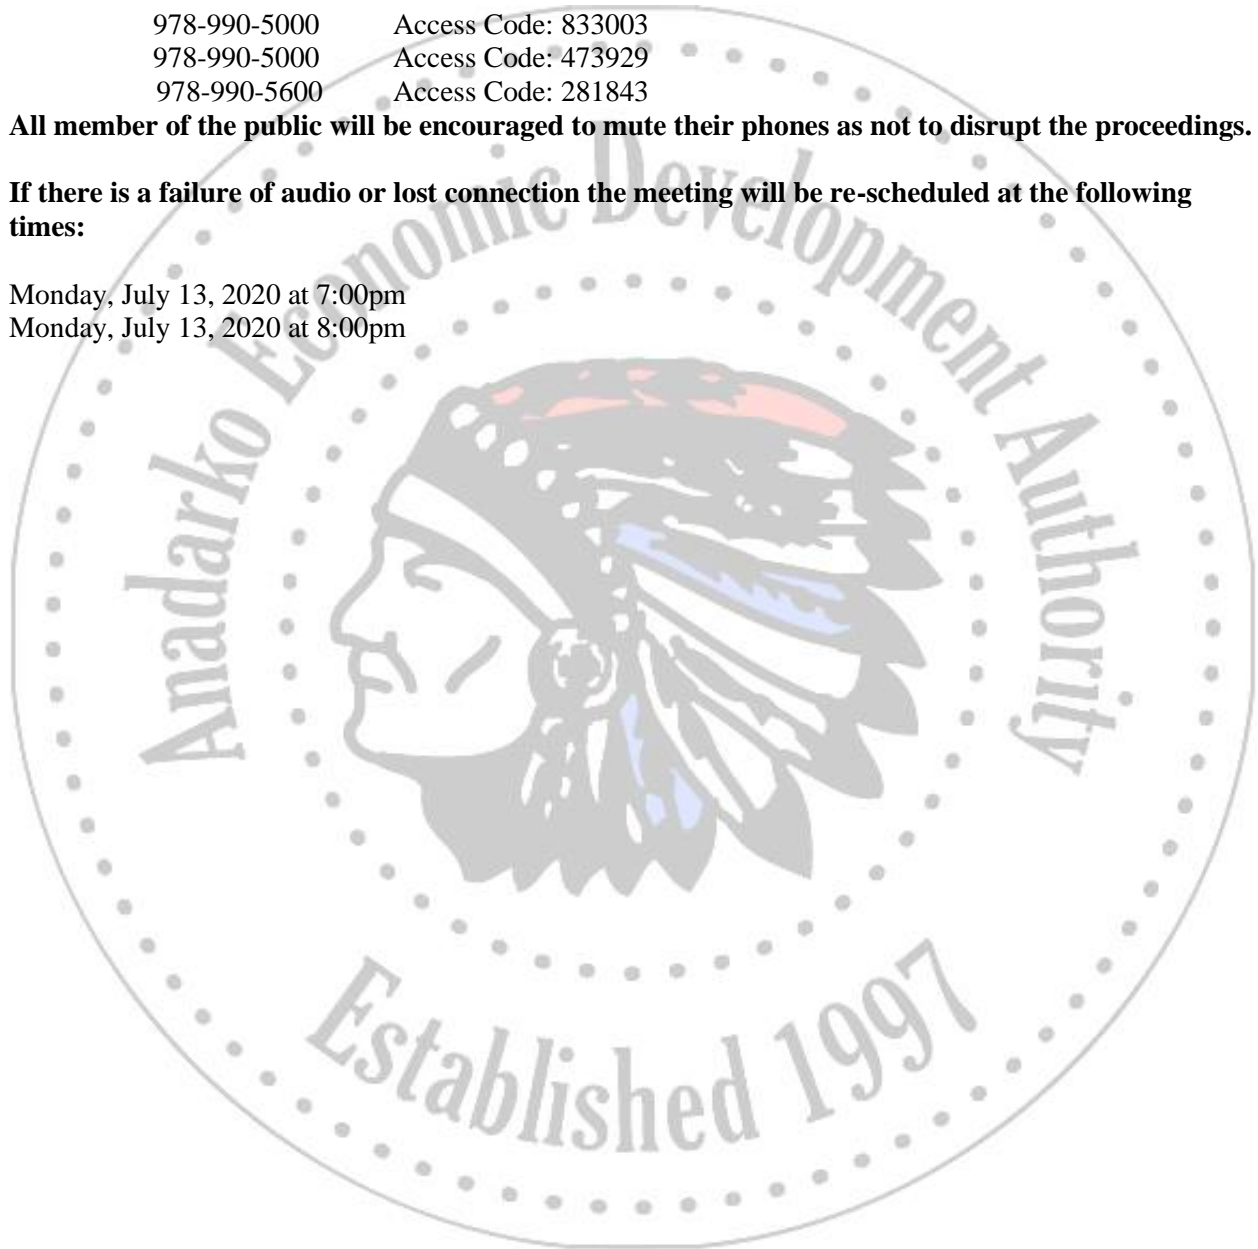 978-990-5000 Access Code: 833003
978-990-5000 Access Code: 473929
978-990-5600 Access Code: 281843
All member of the public will be encouraged to mute their phones as not to disrupt the proceedings.
If there is a failure of audio or lost connection the meeting will be re-scheduled at the following
times:
Monday, July 13, 2020 at 7:00pm
Monday, July 13, 2020 at 8:00pm
Anadarko Economic Development Authority
Established 1997